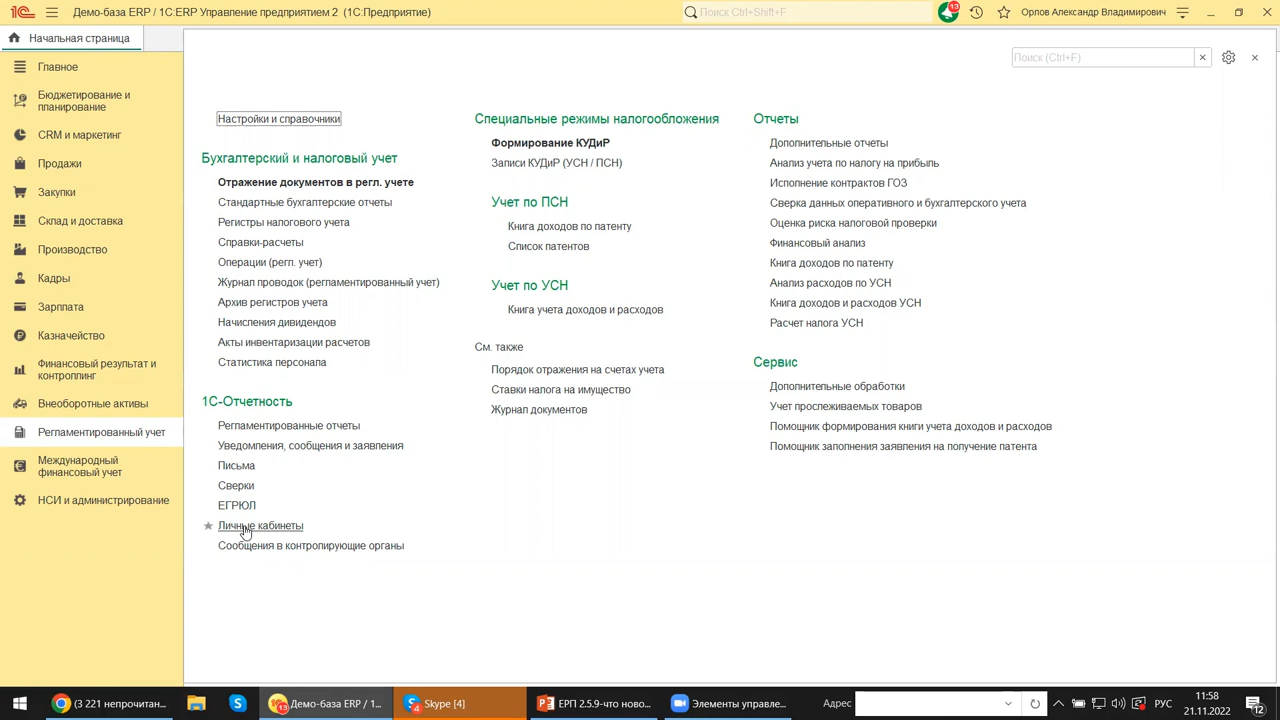 Демо-база ERP / 1С:ERP Управление предприятием 2 (1С:Предприятие)
Поиск Ctrl+Shift+F
13
Орлов Александр Владимирович
Начальная страница
Главное
Бюджетирование и
планирование
CRM и маркетинг
Продажи
Закупки
Склад и доставка
Производство
Кадры
Зарплата
Казначейство
Финансовый результат и
контроллинг
Внеоборотные активы
Регламентированный учет
Международный
финансовый учет
НСИ и администрирование
Поиск (Ctrl+F)
Настройки и справочники
Бухгалтерский и налоговый учет
Отражение документов в регл. учете
Стандартные бухгалтерские отчеты
Регистры налогового учета
Справки-расчеты
Операции (регл. учет)
Журнал проводок (регламентированный учет)
Архив регистров учета
Начисления дивидендов
Акты инвентаризации расчетов
Статистика персонала
1С-Отчетность
Регламентированные отчеты
Уведомления, сообщения и заявления
Письма
Сверки
ЕГРЮЛ
Личные кабинеты
Сообщения в контролирующие органы
Специальные режимы налогообложения
Формирование КУДиР
Записи КУДиР (УСН / ПСН)
Учет по ПСН
Книга доходов по патенту
Список патентов
Учет по УСН
Книга учета доходов и расходов
См. также
Порядок отражения на счетах учета
Ставки налога на имущество
Журнал документов
Отчеты
Дополнительные отчеты
Анализ учета по налогу на прибыль
Исполнение контрактов ГОЗ
Сверка данных оперативного и бухгалтерского учета
Оценка риска налоговой проверки
Финансовый анализ
Книга доходов по патенту
Анализ расходов по УСН
Книга доходов и расходов УСН
Расчет налога УСН
Сервис
Дополнительные обработки
Учет прослеживаемых товаров
Помощник формирования книги учета доходов и расходов
Помощник заполнения заявления на получение патента
(3 221 непрочитан...
13
Демо-база ERP / 1...
4
Skype [4]
ЕРП 2.5.9-что ново...
Элементы управле...
Адрес
РУС
11:58
21.11.2022
12